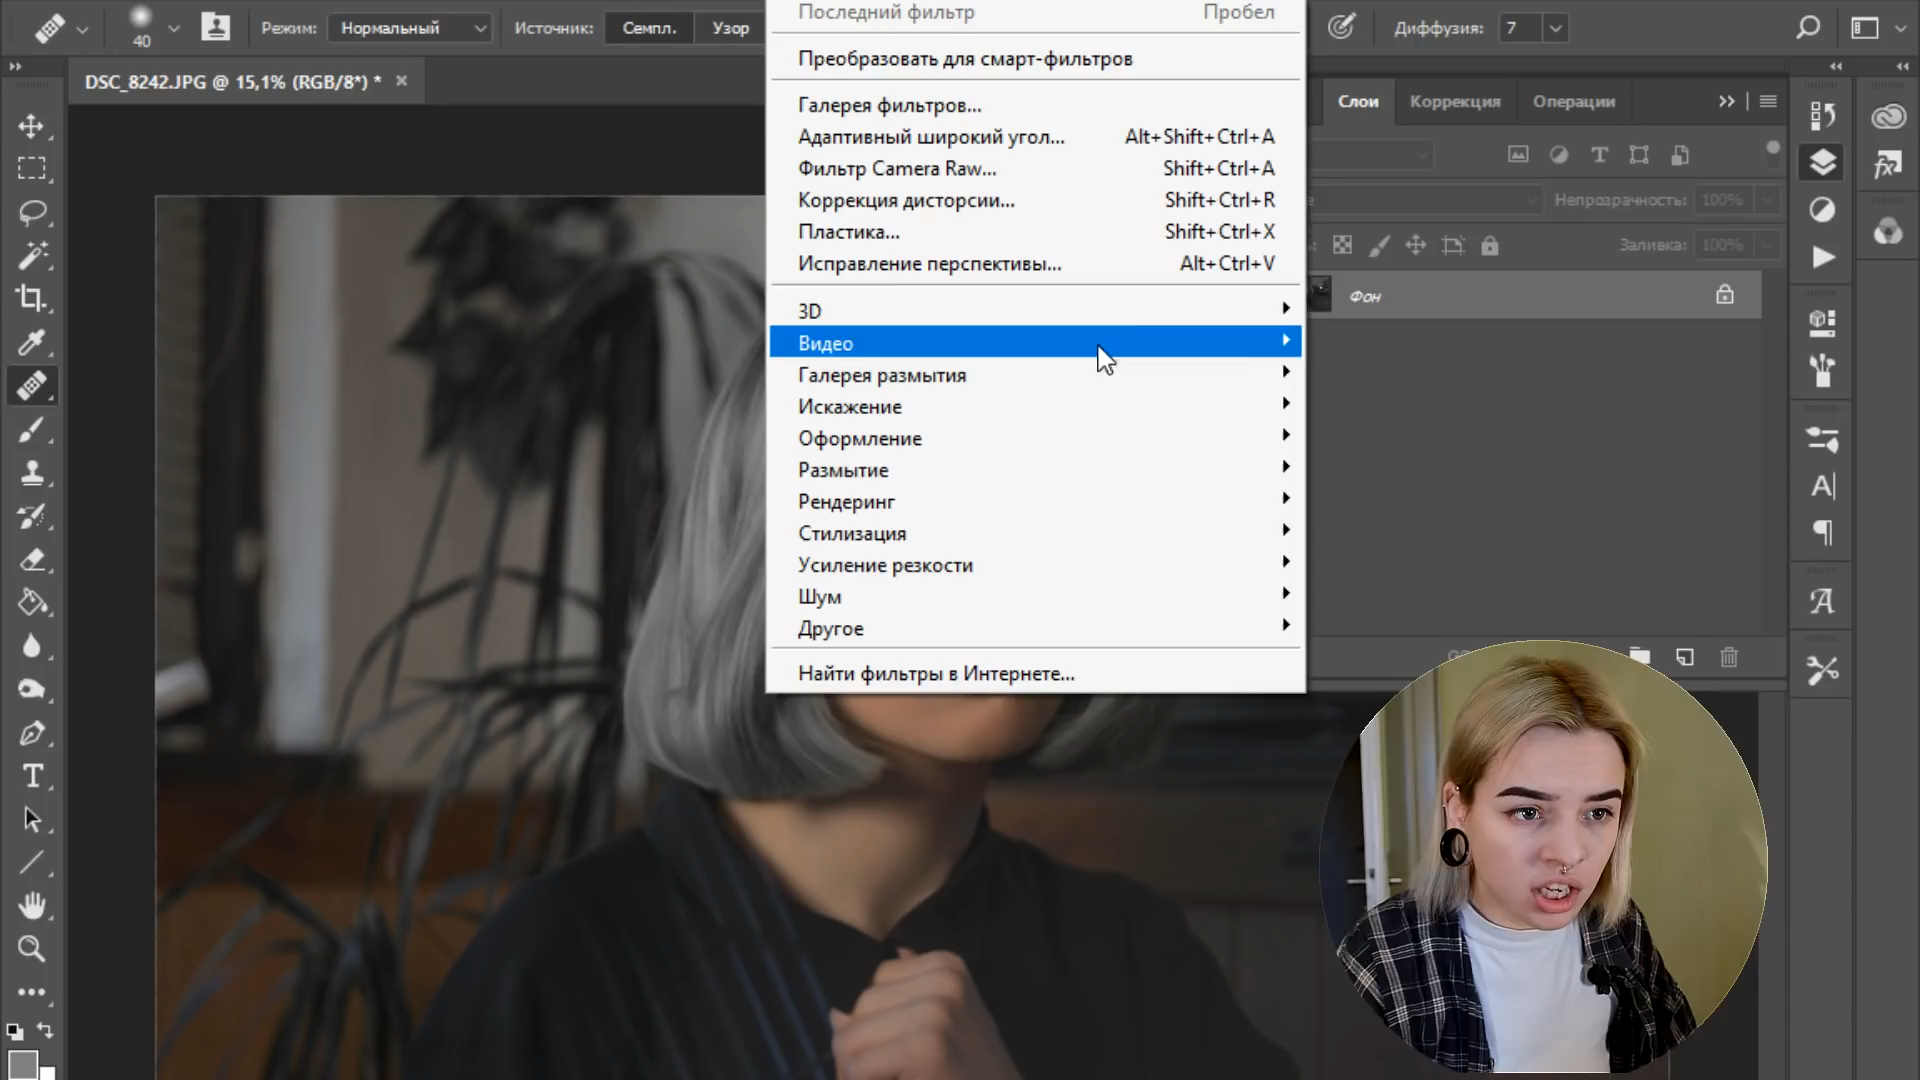 40
Режим:
Нормальный
Источник:
Семпл.
Узор
Диффузия:
7
DSC_8242.JPG @ 15,1% (RGB/8*) *
Последний фильтр Пробел
Преобразовать для смарт-фильтров
Галерея фильтров...
Адаптивный широкий угол... Alt+Shift+Ctrl+A
Фильтр Camera Raw... Shift+Ctrl+A
Коррекция дисторсии... Shift+Ctrl+R
Пластика... Shift+Ctrl+X
Исправление перспективы... Alt+Ctrl+V
3D
Видео
Галерея размытия
Искажение
Оформление
Размытие
Рендеринг
Стилизация
Усиление резкости
Шум
Другое
Найти фильтры в Интернете...
Слои
Коррекция
Операции
Непрозрачность: 100%
Заливка: 100%
Фон